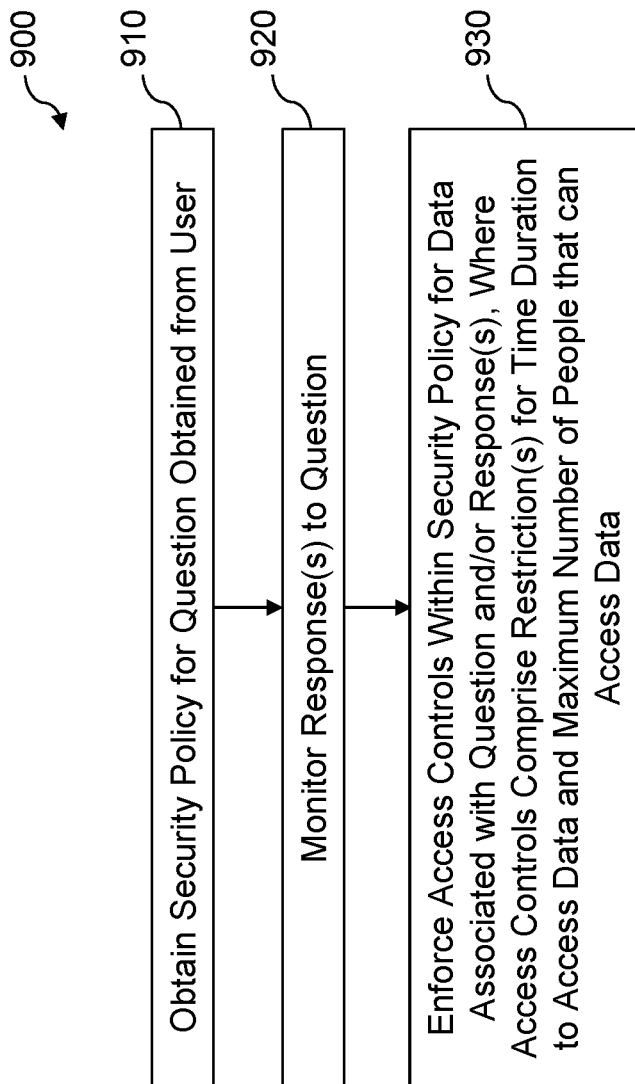 900
910
Obtain Security Policy for Question Obtained from User
920
Monitor Response(s) to Question
930
Enforce Access Controls Within Security Policy for Data
Associated with Question and/or Response(s), Where
Access Controls Comprise Restriction(s) for Time Duration
to Access Data and Maximum Number of People that can
Access Data